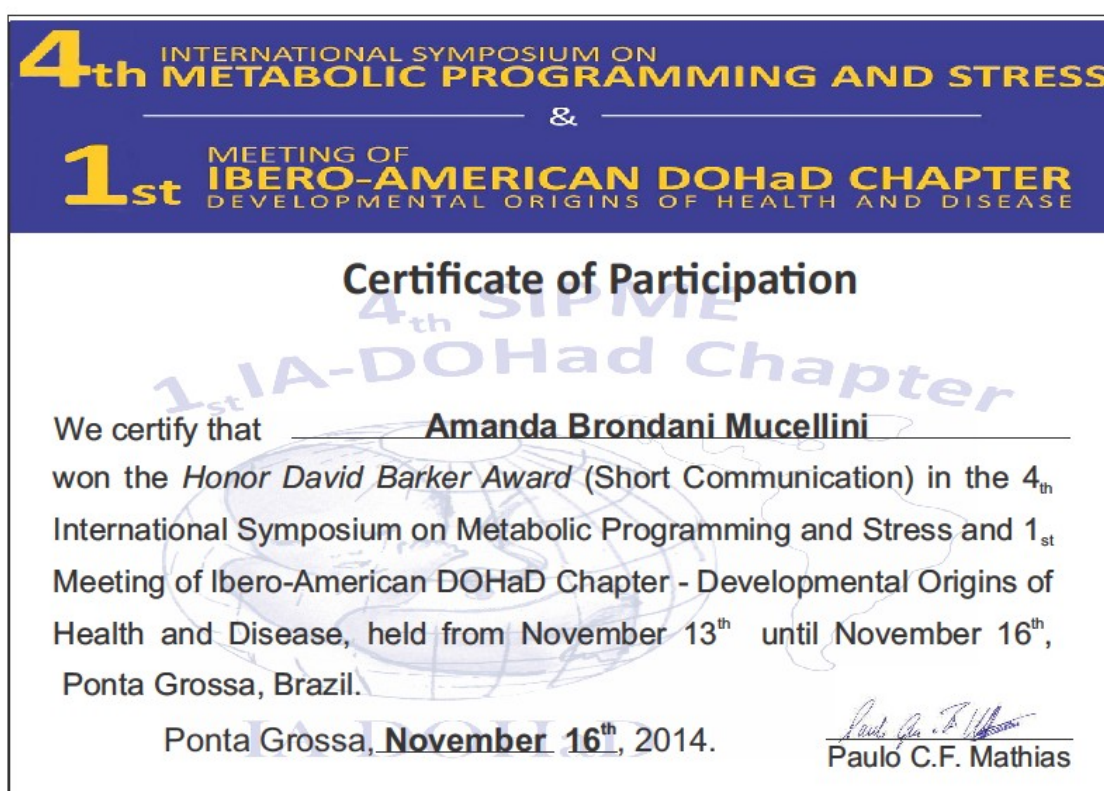 4th INTERNATIONAL SYMPOSIUM ON
METABOLIC PROGRAMMING AND STRESS
&
1st MEETING OF
IBERO-AMERICAN DOHaD CHAPTER
DEVELOPMENTAL ORIGINS OF HEALTH AND DISEASE
Certificate of Participation
4th SIPME
1st IA-DOHad Chapter
We certify that Amanda Brondani Mucellini
won the Honor David Barker Award (Short Communication) in the 4th
International Symposium on Metabolic Programming and Stress and 1st
Meeting of Ibero-American DOHaD Chapter - Developmental Origins of
Health and Disease, held from November 13th until November 16th,
Ponta Grossa, Brazil.
IA-DOHaD
Ponta Grossa, November 16th, 2014.
Paulo C.F. Mathias